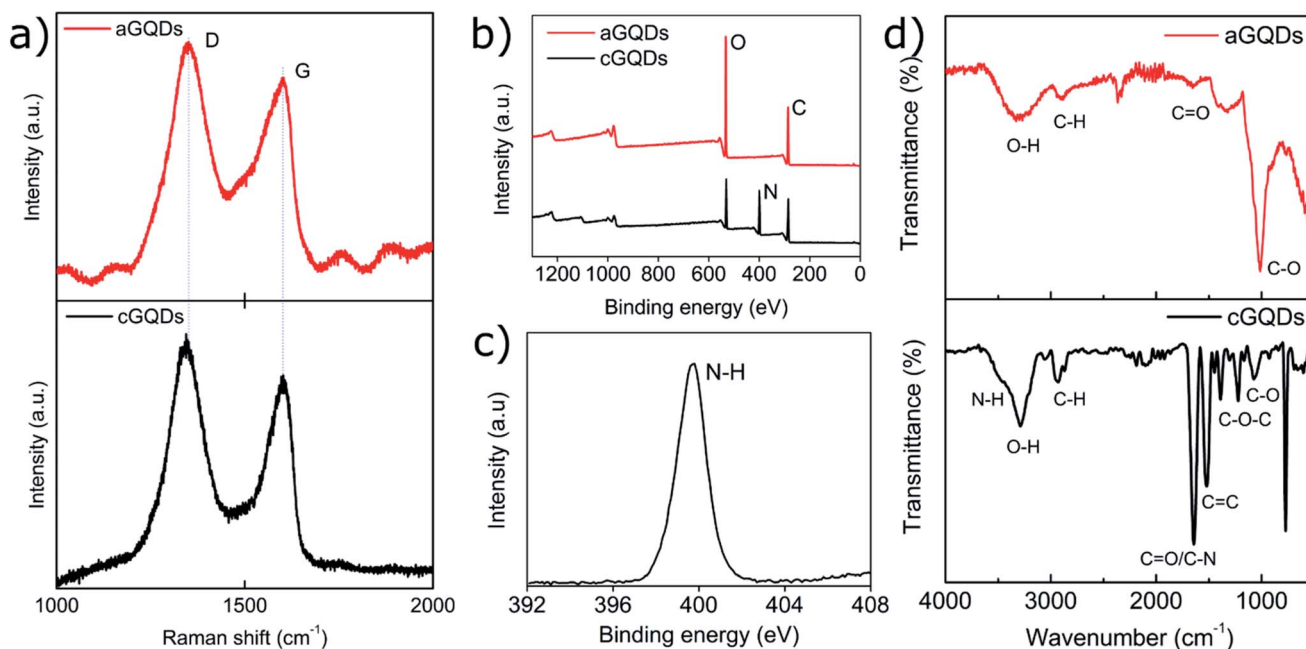 a)
aGQDs
D
G
Intensity (a.u.)
cGQDs
Intensity (a.u.)
1000 1500 2000
Raman shift (cm⁻¹)
b)
aGQDs
cGQDs
O
C
N
Intensity (a.u.)
1200 1000 800 600 400 200 0
Binding energy (eV)
c)
N-H
Intensity (a.u)
392 396 400 404 408
Binding energy (eV)
d)
aGQDs
Transmittance (%)
O-H
C-H
C=O
C-O
cGQDs
Transmittance (%)
N-H
O-H
C-H
C=O/C-N
C=C
C-O-C
C-O
4000 3000 2000 1000
Wavenumber (cm⁻¹)